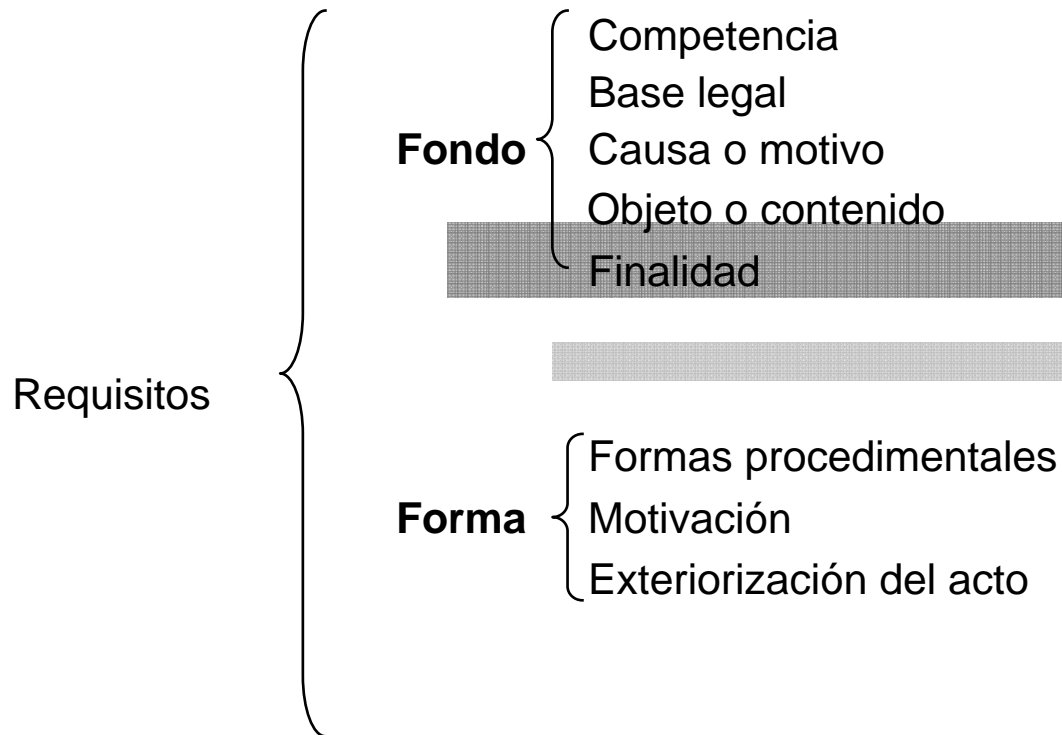 Requisitos
Fondo
Competencia
Base legal
Causa o motivo
Objeto o contenido
Finalidad
Forma
Formas procedimentales
Motivación
Exteriorización del acto